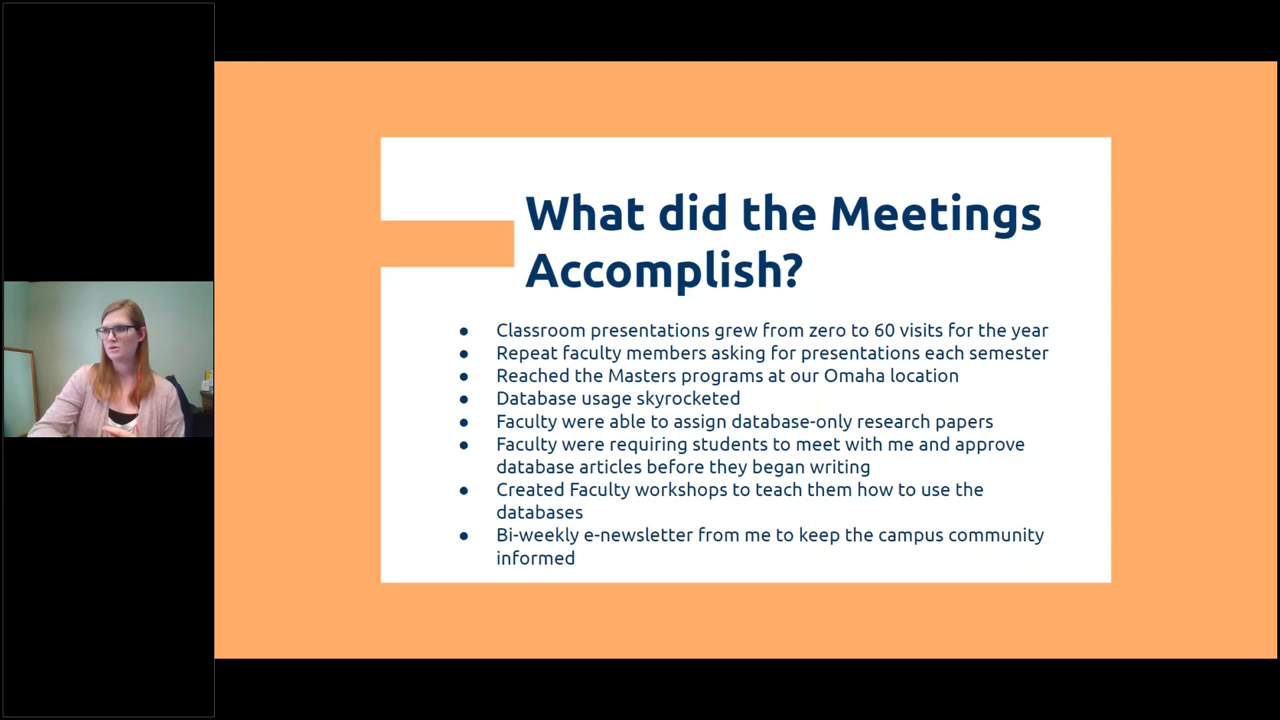 What did the Meetings
Accomplish?
● Classroom presentations grew from zero to 60 visits for the year
● Repeat faculty members asking for presentations each semester
● Reached the Masters programs at our Omaha location
● Database usage skyrocketed
● Faculty were able to assign database-only research papers
● Faculty were requiring students to meet with me and approve
database articles before they began writing
● Created Faculty workshops to teach them how to use the
databases
● Bi-weekly e-newsletter from me to keep the campus community
informed